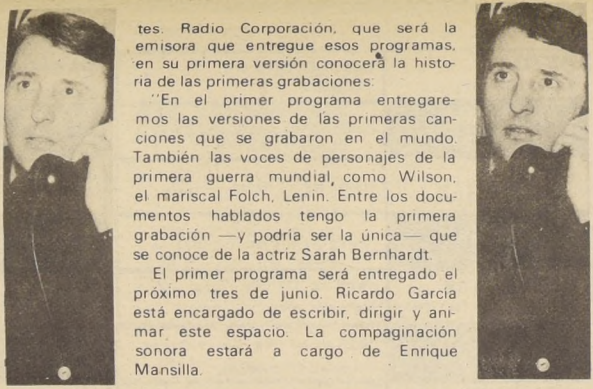 tes. Radio Corporación, que será la
emisora que entregue esos programas,
en su primera versión conocerá la histo-
ria de las primeras grabaciones:
"En el primer programa entregare-
mos las versiones de las primeras can-
ciones que se grabaron en el mundo.
También las voces de personajes de la
primera guerra mundial, como Wilson,
el mariscal Folch, Lenin. Entre los docu-
mentos hablados tengo la primera
grabación —y podría ser la única— que
se conoce de la actriz Sarah Bernhardt.
El primer programa será entregado el
próximo tres de junio. Ricardo García
está encargado de escribir, dirigir y ani-
mar este espacio. La compaginación
sonora estará a cargo de Enrique
Mansilla.